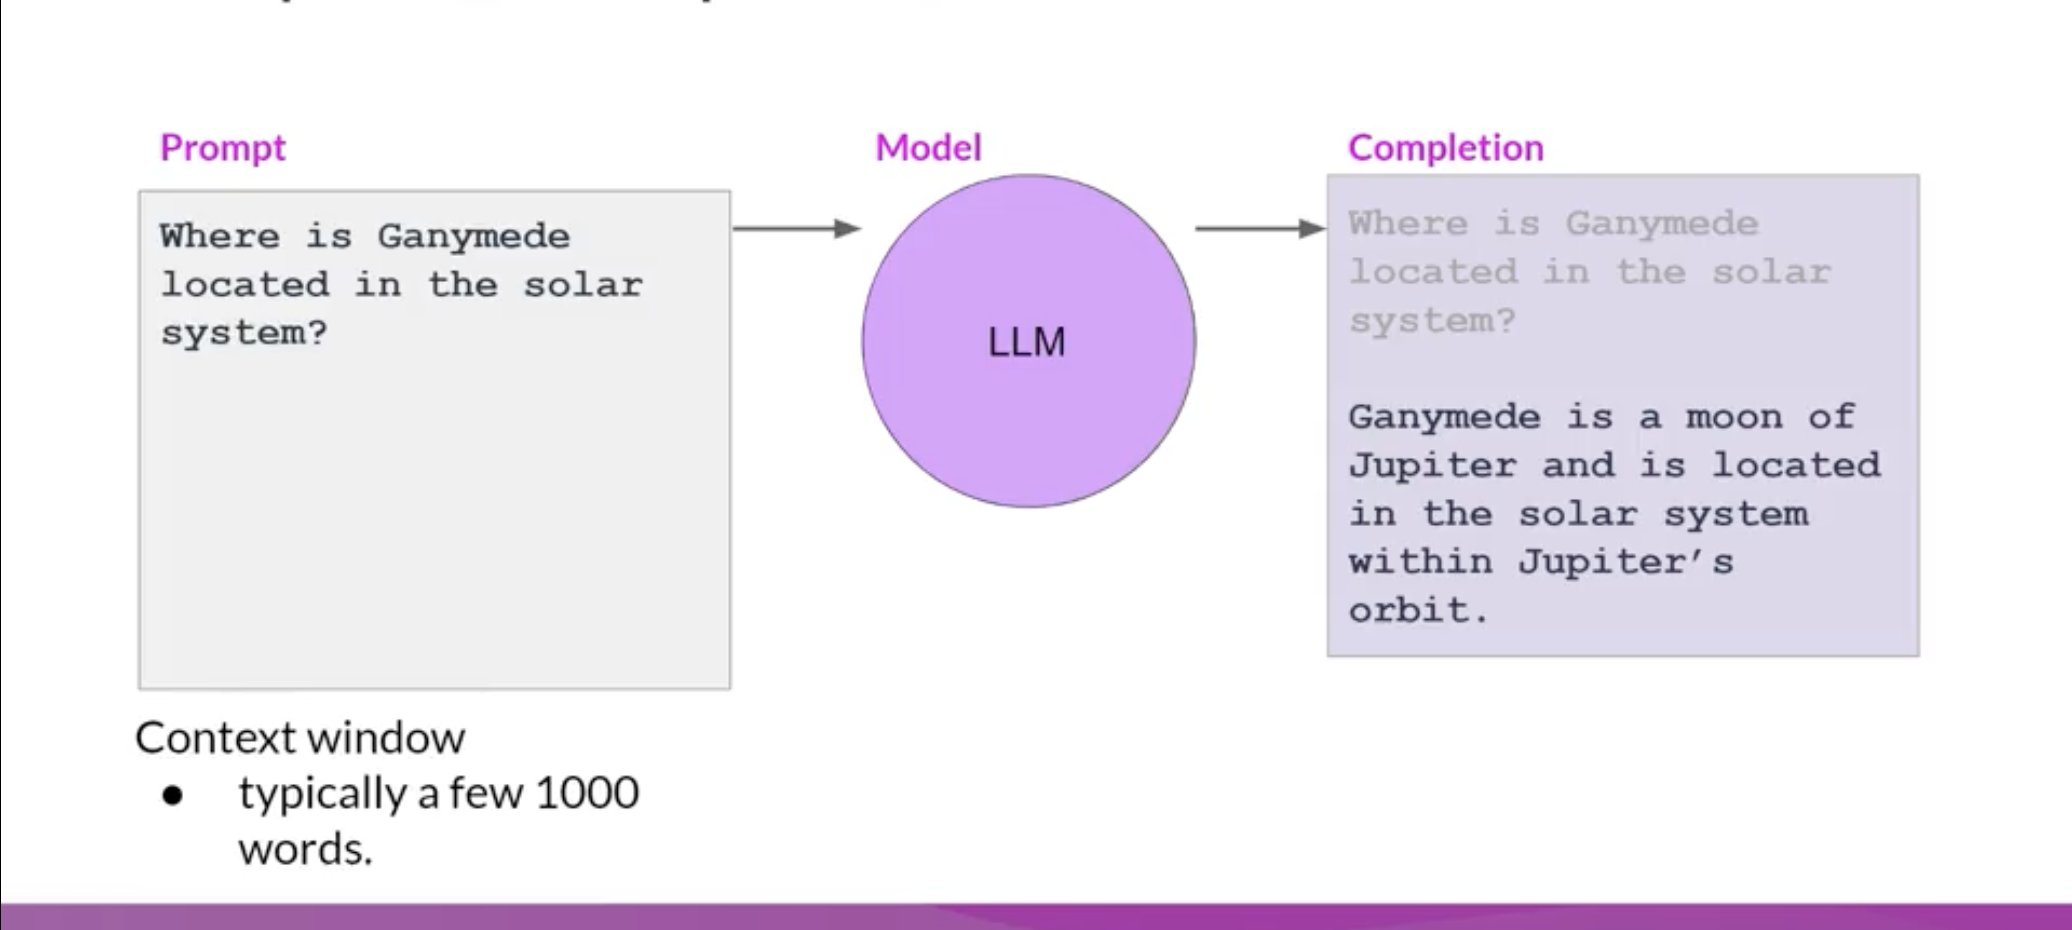 Prompt
Where is Ganymede
located in the solar
system?
Context window
● typically a few 1000
words.
Model
LLM
Completion
Where is Ganymede
located in the solar
system?
Ganymede is a moon of
Jupiter and is located
in the solar system
within Jupiter’s
orbit.